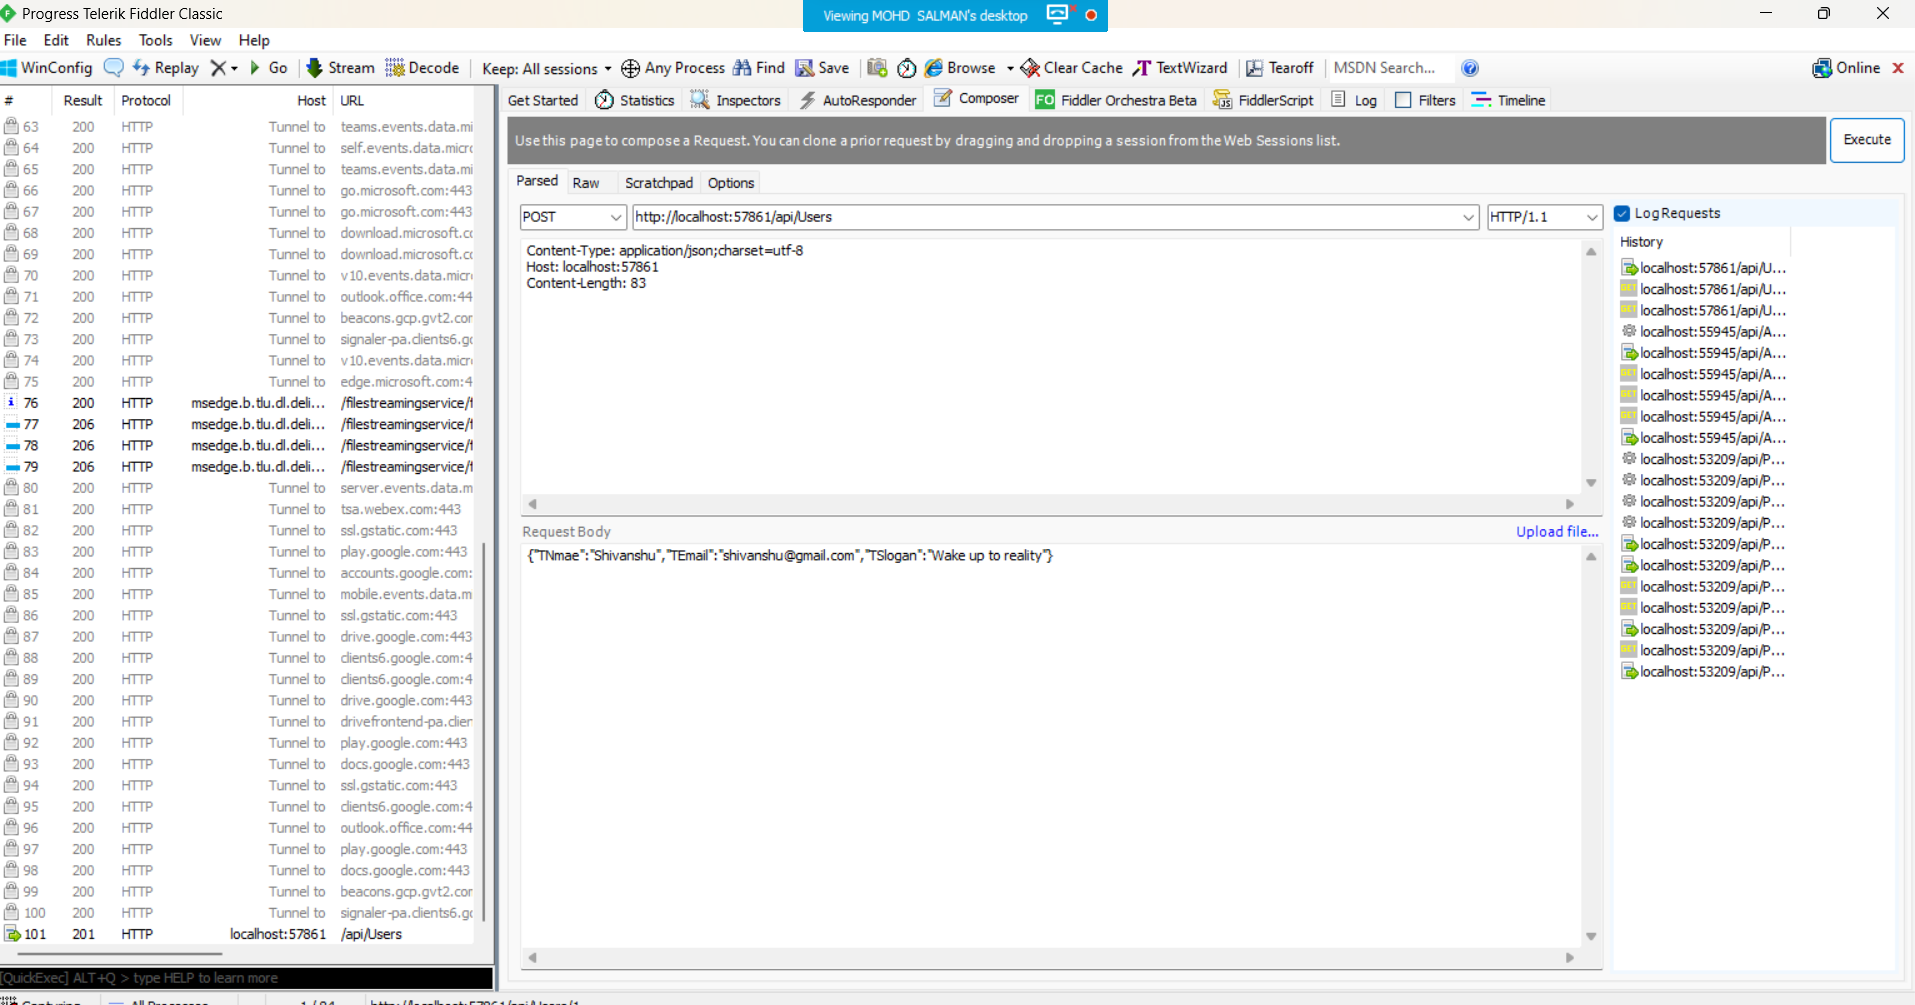 Progress Telerik Fiddler Classic
Viewing MOHD SALMAN's desktop
File Edit Rules Tools View Help
WinConfig Replay Go Stream Decode Keep: All sessions Any Process Find Save Browse Clear Cache TextWizard Tearoff MSDN Search... Online
# Result Protocol Host URL
63 200 HTTP Tunnel to teams.events.data.mi
64 200 HTTP Tunnel to self.events.data.micro
65 200 HTTP Tunnel to teams.events.data.mi
66 200 HTTP Tunnel to go.microsoft.com:443
67 200 HTTP Tunnel to go.microsoft.com:443
68 200 HTTP Tunnel to download.microsoft.co
69 200 HTTP Tunnel to download.microsoft.co
70 200 HTTP Tunnel to v10.events.data.micr
71 200 HTTP Tunnel to outlook.office.com:44
72 200 HTTP Tunnel to beacons.gcp.gvt2.cor
73 200 HTTP Tunnel to signaler-pa.clients6.go
74 200 HTTP Tunnel to v10.events.data.micr
75 200 HTTP Tunnel to edge.microsoft.com:4
76 200 HTTP msedge.b.tlu.dl.deli... /filestreamingservice/f
77 206 HTTP msedge.b.tlu.dl.deli... /filestreamingservice/f
78 206 HTTP msedge.b.tlu.dl.deli... /filestreamingservice/f
79 206 HTTP msedge.b.tlu.dl.deli... /filestreamingservice/f
80 200 HTTP Tunnel to server.events.data.m
81 200 HTTP Tunnel to tsa.webex.com:443
82 200 HTTP Tunnel to ssl.gstatic.com:443
83 200 HTTP Tunnel to play.google.com:443
84 200 HTTP Tunnel to accounts.google.com:
85 200 HTTP Tunnel to mobile.events.data.m
86 200 HTTP Tunnel to ssl.gstatic.com:443
87 200 HTTP Tunnel to drive.google.com:443
88 200 HTTP Tunnel to clients6.google.com:4
89 200 HTTP Tunnel to clients6.google.com:4
90 200 HTTP Tunnel to drive.google.com:443
91 200 HTTP Tunnel to drivefrontend-pa.clien
92 200 HTTP Tunnel to play.google.com:443
93 200 HTTP Tunnel to docs.google.com:443
94 200 HTTP Tunnel to ssl.gstatic.com:443
95 200 HTTP Tunnel to clients6.google.com:4
96 200 HTTP Tunnel to outlook.office.com:44
97 200 HTTP Tunnel to play.google.com:443
98 200 HTTP Tunnel to docs.google.com:443
99 200 HTTP Tunnel to beacons.gcp.gvt2.cor
100 200 HTTP Tunnel to signaler-pa.clients6.go
101 201 HTTP localhost:57861 /api/Users
[QuickExec] ALT+Q > type HELP to learn more
Get Started Statistics Inspectors AutoResponder Composer FO Fiddler Orchestra Beta FiddlerScript Log Filters Timeline
Use this page to compose a Request. You can clone a prior request by dragging and dropping a session from the Web Sessions list.
Execute
Parsed Raw Scratchpad Options
POST http://localhost:57861/api/Users HTTP/1.1
Content-Type: application/json;charset=utf-8
Host: localhost:57861
Content-Length: 83
Request Body Upload file...
{"TNmae":"Shivanshu","TEmail":"shivanshu@gmail.com","TSlogan":"Wake up to reality"}
Log Requests
History
localhost:57861/api/U...
GET localhost:57861/api/U...
GET localhost:57861/api/U...
localhost:55945/api/A...
localhost:55945/api/A...
GET localhost:55945/api/A...
GET localhost:55945/api/A...
GET localhost:55945/api/A...
localhost:55945/api/A...
localhost:53209/api/P...
localhost:53209/api/P...
localhost:53209/api/P...
localhost:53209/api/P...
localhost:53209/api/P...
localhost:53209/api/P...
GET localhost:53209/api/P...
GET localhost:53209/api/P...
localhost:53209/api/P...
GET localhost:53209/api/P...
localhost:53209/api/P...